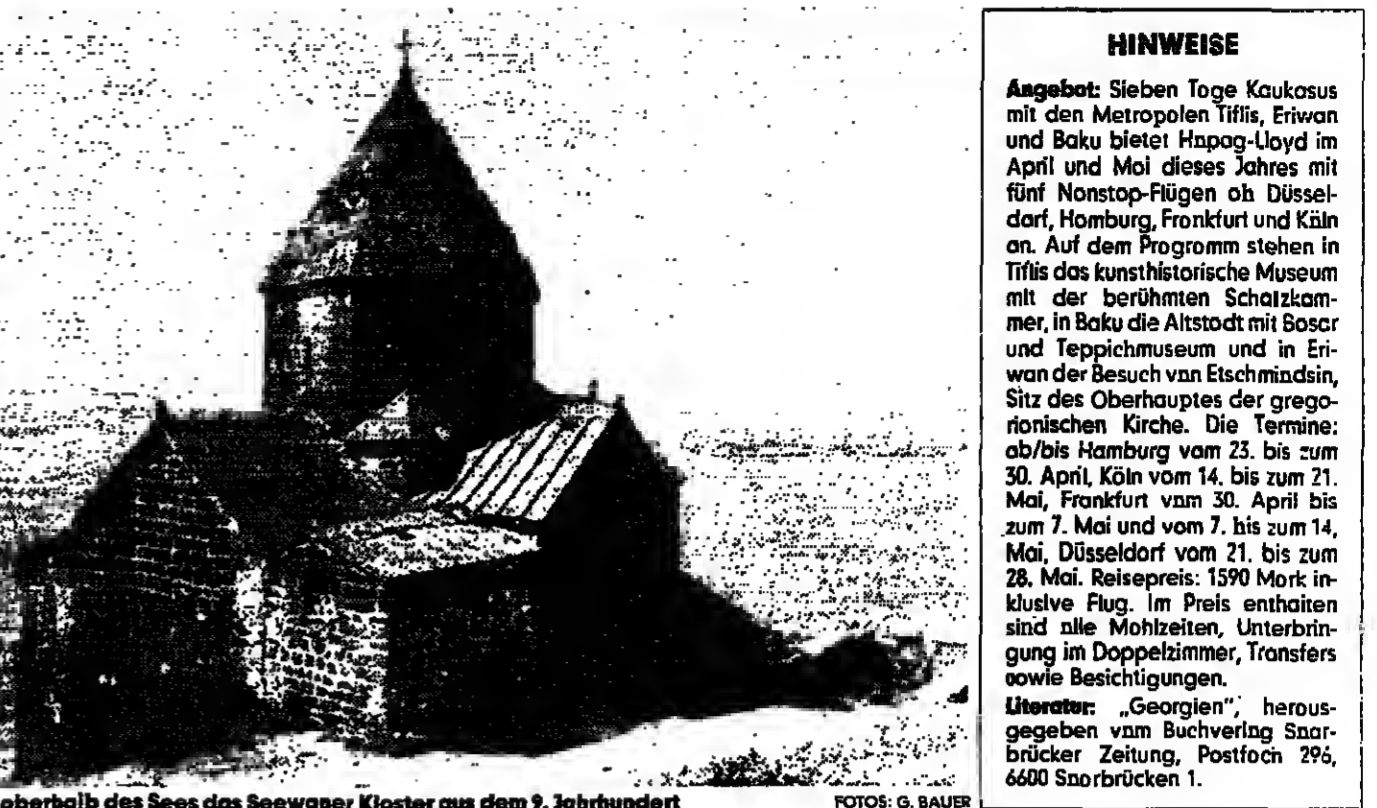 oberhalb des Sees das Seewaner Kloster aus dem 9. Jahrhundert
FOTOS: G. BAUER
HINWEISE
Angebot: Sieben Tage Kaukasus
mit den Metropolen Tiflis, Eriwan
und Baku bietet Hapag-Lloyd im
April und Mai dieses Jahres mit
fünf Nonstop-Flügen ab Düssel-
dorf, Hamburg, Frankfurt und Köln
an. Auf dem Programm stehen in
Tiflis das kunsthistorische Museum
mit der berühmten Schatzkam-
mer, in Baku die Altstadt mit Basar
und Teppichmuseum und in Eri-
wan der Besuch von Etschmindsin,
Sitz des Oberhauptes der grego-
rianischen Kirche. Die Termine:
ab/bis Hamburg vom 23. bis zum
30. April, Köln vom 14. bis zum 21.
Mai, Frankfurt vom 30. April bis
zum 7. Mai und vom 7. bis zum 14.
Mai, Düsseldorf vom 21. bis zum
28. Mai. Reisepreis: 1590 Mark in-
klusive Flug. Im Preis enthalten
sind alle Mahlzeiten, Unterbrin-
gung im Doppelzimmer, Transfers
sowie Besichtigungen.
Literatur: „Georgien", heraus-
gegeben vom Buchverlag Saar-
brücker Zeitung, Postfach 296,
6600 Saarbrücken 1.